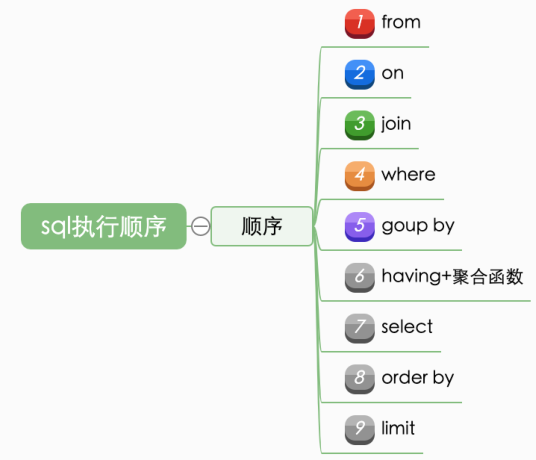 sql执行顺序
顺序
1 from
2 on
3 join
4 where
5 goup by
6 having+聚合函数
7 select
8 order by
9 limit